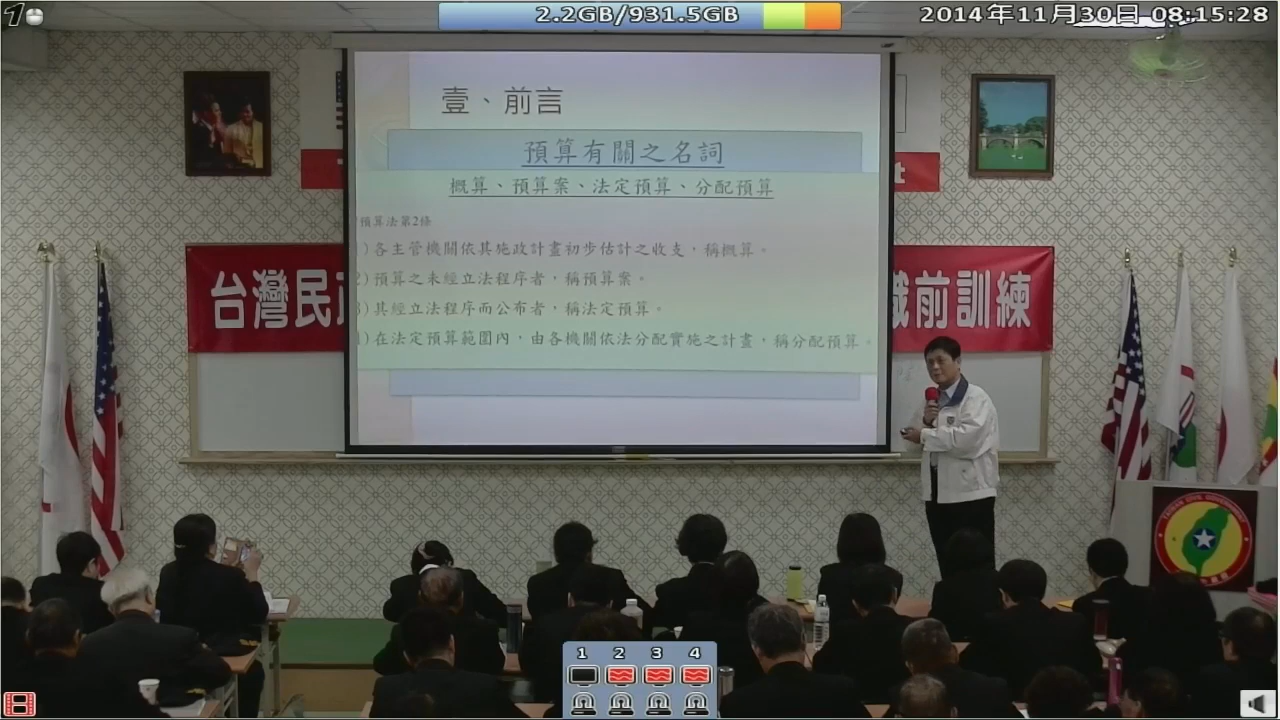 1
2.2GB/931.5GB
2014年11月30日 08:15:28
壹、前言
預算有關之名詞
概算、預算案、法定預算、分配預算
預算法第2條
)各主管機關依其施政計畫初步估計之收支，稱概算。
2)預算之未經立法程序者，稱預算案。
3)其經立法程序而公布者，稱法定預算。
)在法定預算範圍內，由各機關依法分配實施之計畫，稱分配預算。
台灣民政
職前訓練
TAIWAN CIVIL GOVERNMENT
1 2 3 4